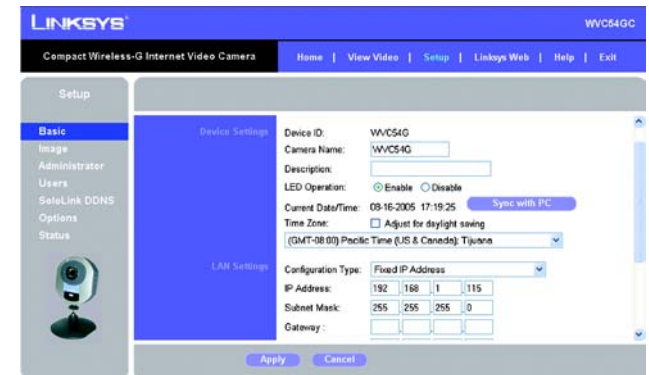 LINKSYS®
WVC54GC
Compact Wireless-G Internet Video Camera
Home | View Video | Setup | Linksys Web | Help | Exit
Setup
Basic
Image
Administrator
Users
SoloLink DDNS
Options
Status
Device Settings
Device ID: WVC54G
Camera Name: WVC54G
Description:
LED Operation: Enable Disable
Current Date/Time: 08-16-2005 17:19:25 Sync with PC
Time Zone: Adjust for daylight saving
(GMT-08:00) Pacific Time (US & Canada); Tijuana
LAN Settings
Configuration Type: Fixed IP Address
IP Address: 192 .168 .1 .115
Subnet Mask: 255 .255 .255 .0
Gateway : . . .
Apply Cancel